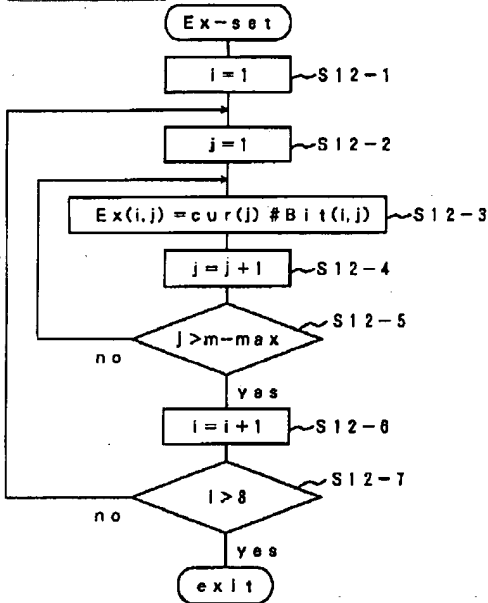 Ex-set
i=1
S12-1
j=1
S12-2
Ex(i,j)=cur(j)#Bit(i,j)
S12-3
j=j+1
S12-4
j>m-max
S12-5
no
yes
i=i+1
S12-6
i>8
S12-7
no
yes
exit